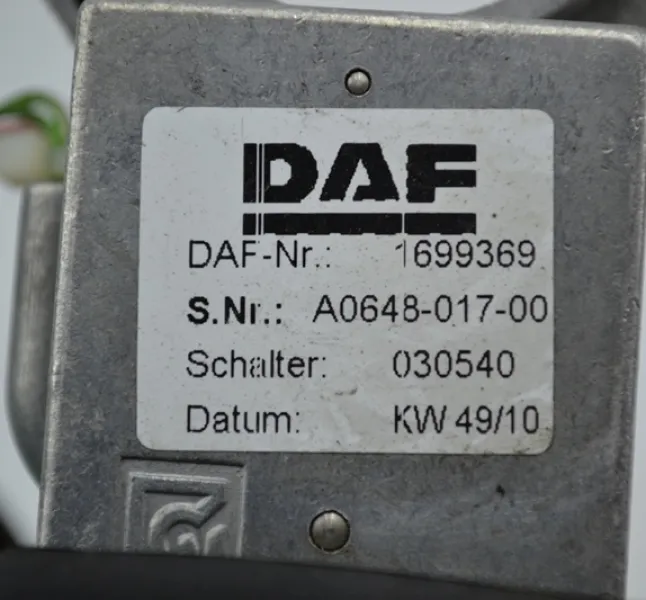 DAF
DAF-Nr.: 1699369
S.Nr.: A0648-017-00
Schalter: 030540
Datum: KW 49/10